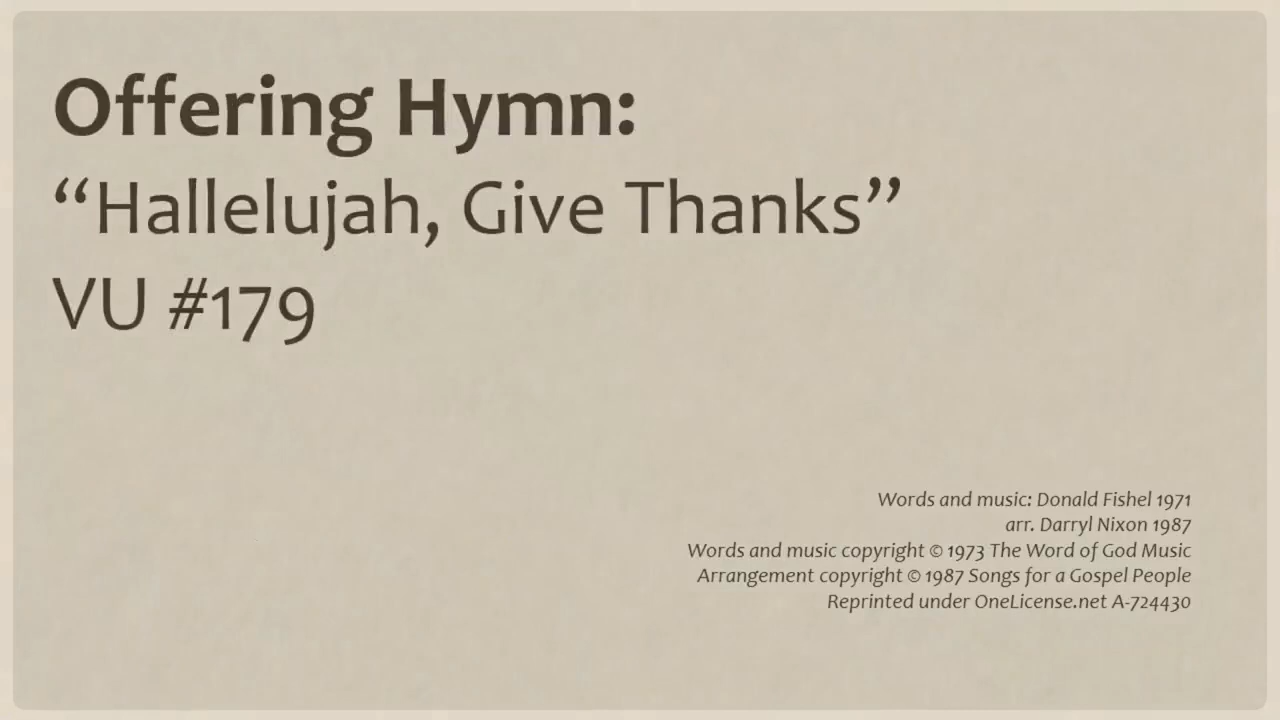 Offering Hymn:
“Hallelujah, Give Thanks”
VU #179
Words and music: Donald Fishel 1971
arr. Darryl Nixon 1987
Words and music copyright © 1973 The Word of God Music
Arrangement copyright © 1987 Songs for a Gospel People
Reprinted under OneLicense.net A-724430